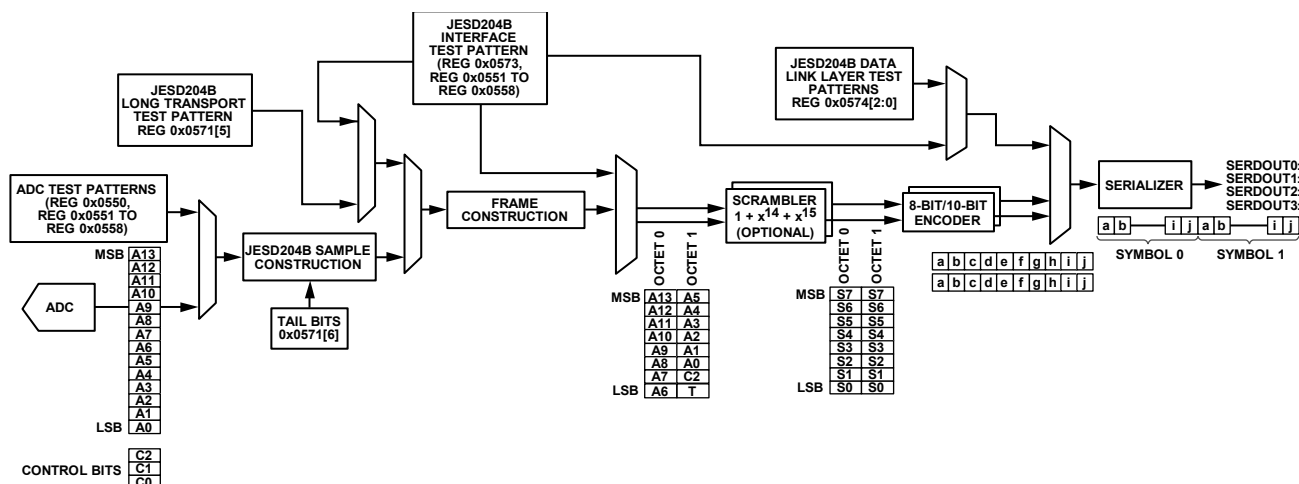 JESD204B
INTERFACE
TEST PATTERN
(REG 0x0573,
REG 0x0551 TO
REG 0x0558)
JESD204B DATA
LINK LAYER TEST
PATTERNS
REG 0x0574[2:0]
JESD204B
LONG TRANSPORT
TEST PATTERN
REG 0x0571[5]
ADC TEST PATTERNS
(REG 0x0550,
REG 0x0551 TO
REG 0x0558)
ADC
MSB
A13
A12
A11
A10
A9
A8
A7
A6
A5
A4
A3
A2
A1
LSB
A0
CONTROL BITS
C2
C1
C0
JESD204B SAMPLE
CONSTRUCTION
TAIL BITS
0x0571[6]
FRAME
CONSTRUCTION
OCTET 0
OCTET 1
MSB
A13 A5
A12 A4
A11 A3
A10 A2
A9 A1
A8 A0
A7 C2
LSB
A6 T
SCRAMBLER
1 + x14 + x15
(OPTIONAL)
OCTET 0
OCTET 1
MSB
S7 S7
S6 S6
S5 S5
S4 S4
S3 S3
S2 S2
S1 S1
LSB
S0 S0
8-BIT/10-BIT
ENCODER
a b c d e f g h i j
a b c d e f g h i j
SERIALIZER
SERDOUT0±
SERDOUT1±
SERDOUT2±
SERDOUT3±
a b i j a b i j
SYMBOL 0
SYMBOL 1